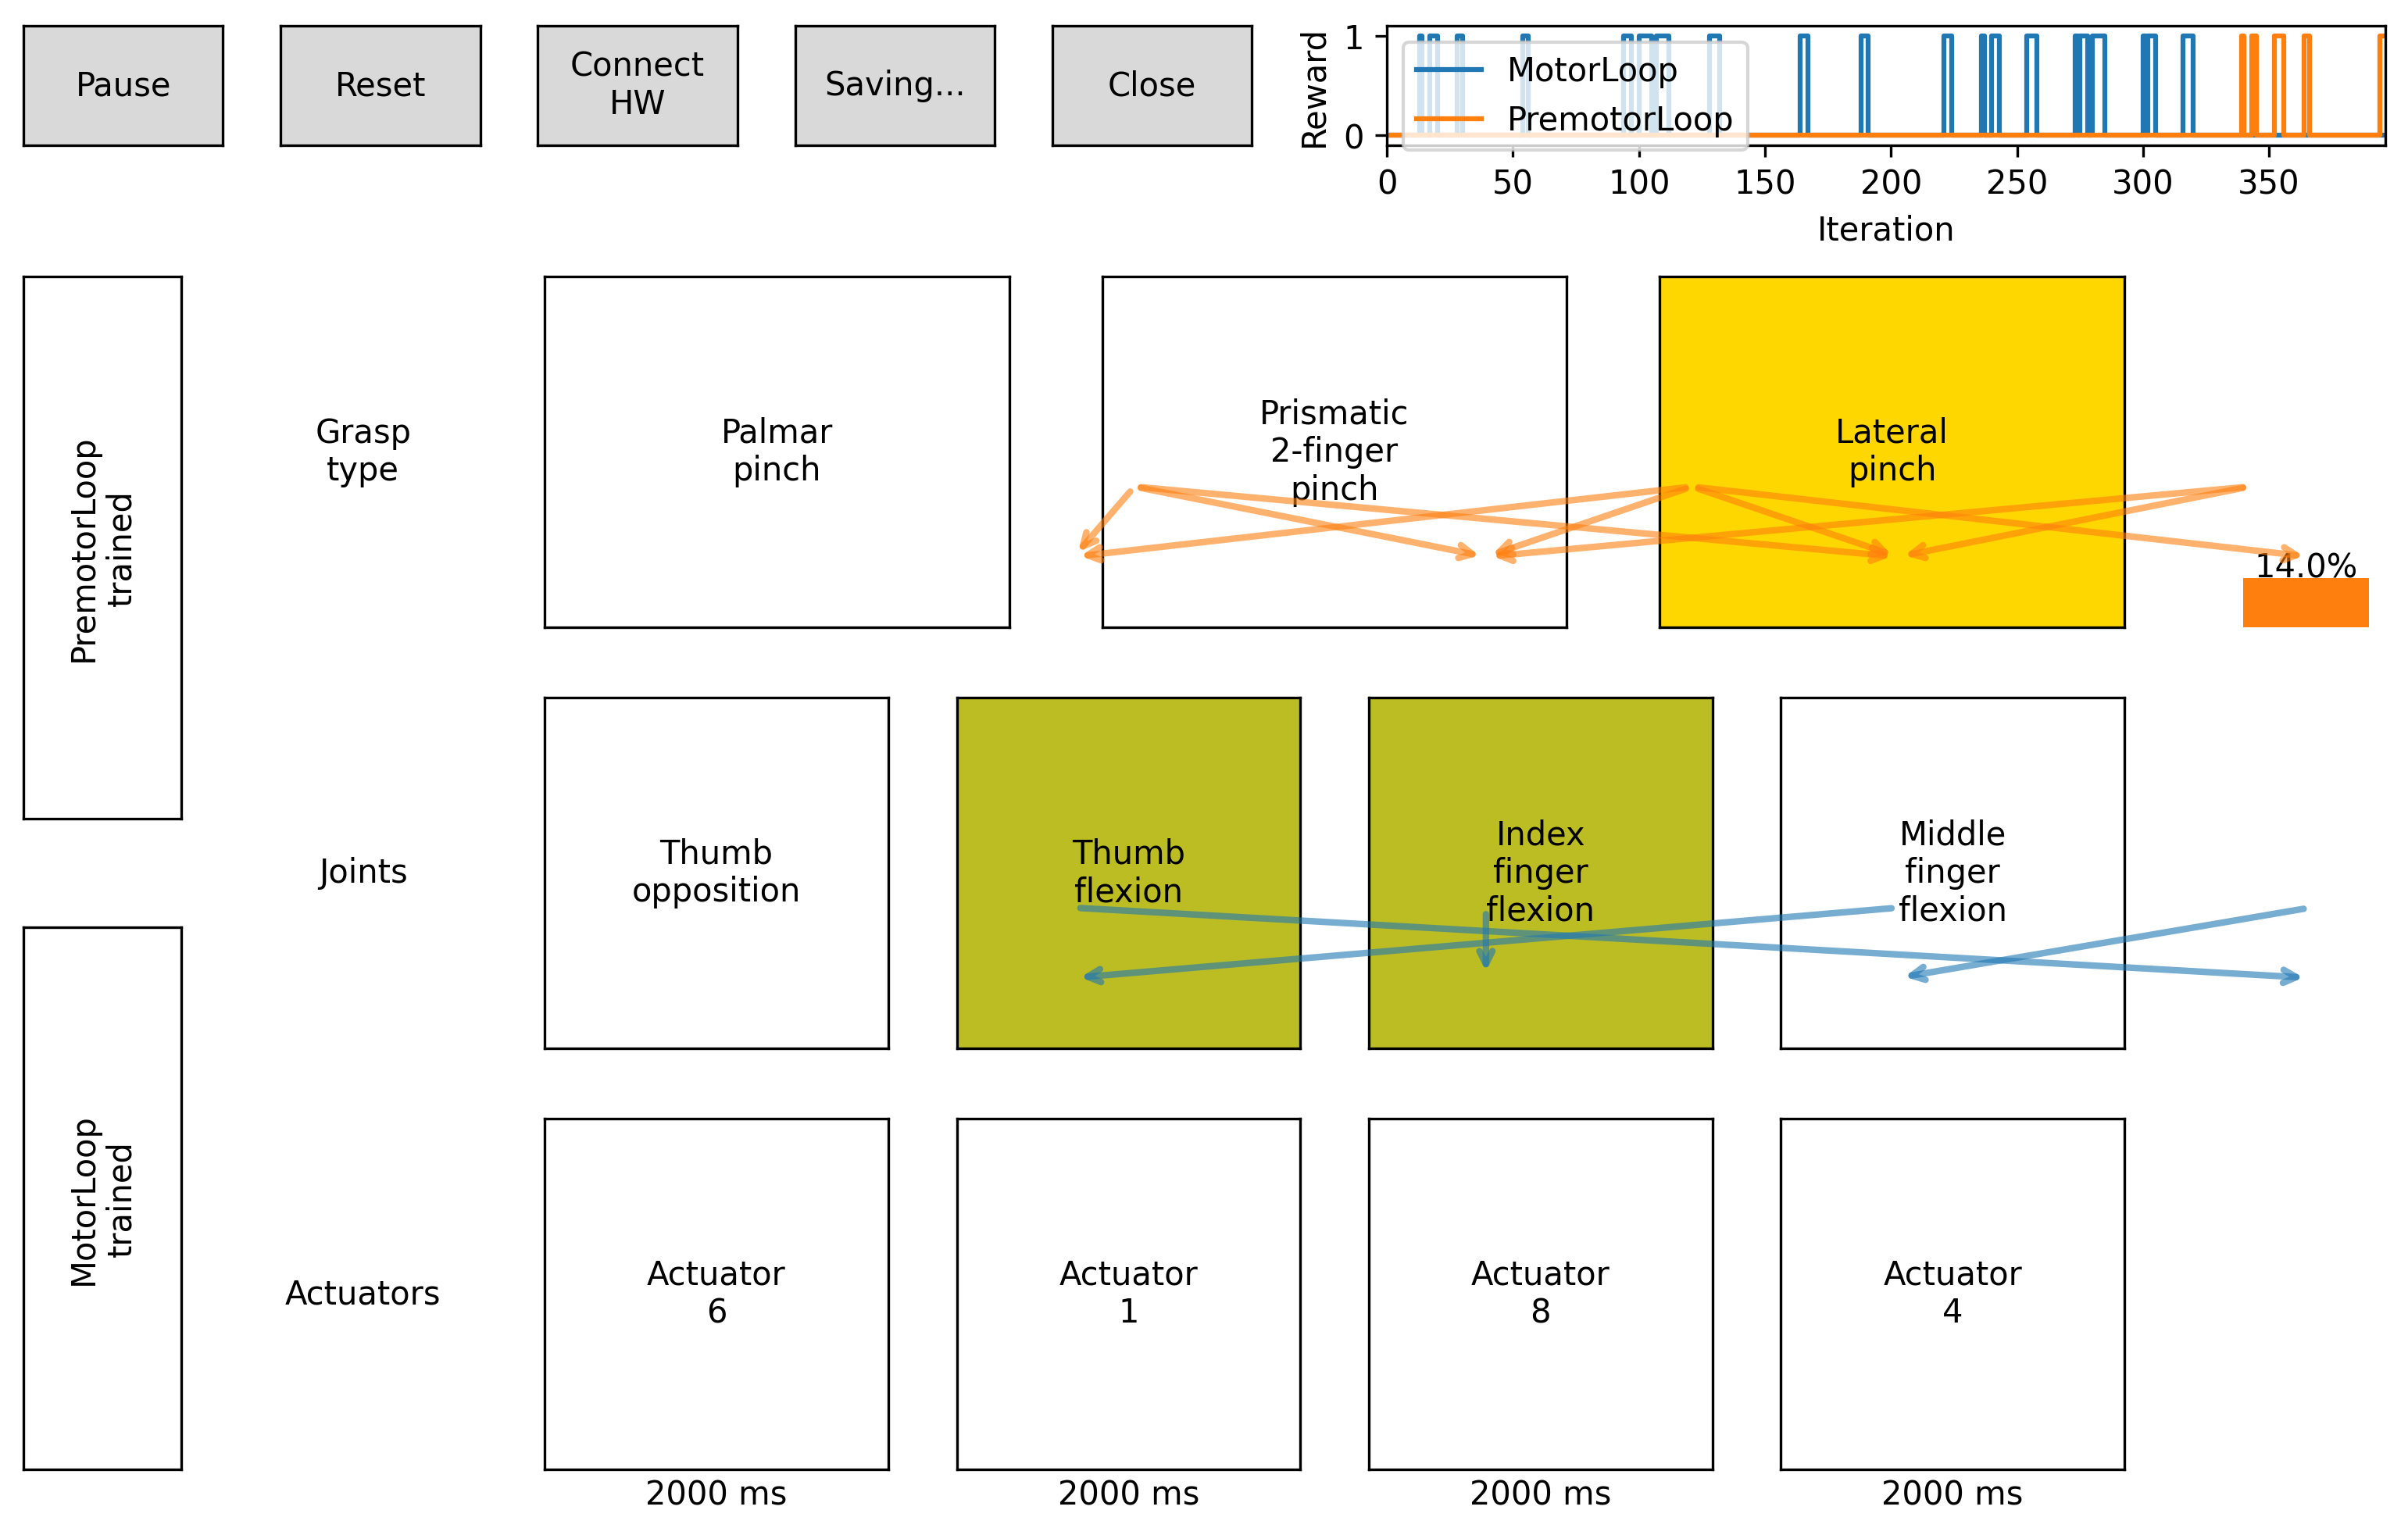 Pause
Reset
Connect
HW
Saving...
Close
Reward
1
0
MotorLoop
PremotorLoop
0
50
100
150
200
250
300
350
Iteration
PremotorLoop
trained
Grasp
type
Palmar
pinch
Prismatic
2-finger
pinch
Lateral
pinch
14.0%
Joints
Thumb
opposition
Thumb
flexion
Index
finger
flexion
Middle
finger
flexion
MotorLoop
trained
Actuators
Actuator
6
Actuator
1
Actuator
8
Actuator
4
2000 ms
2000 ms
2000 ms
2000 ms